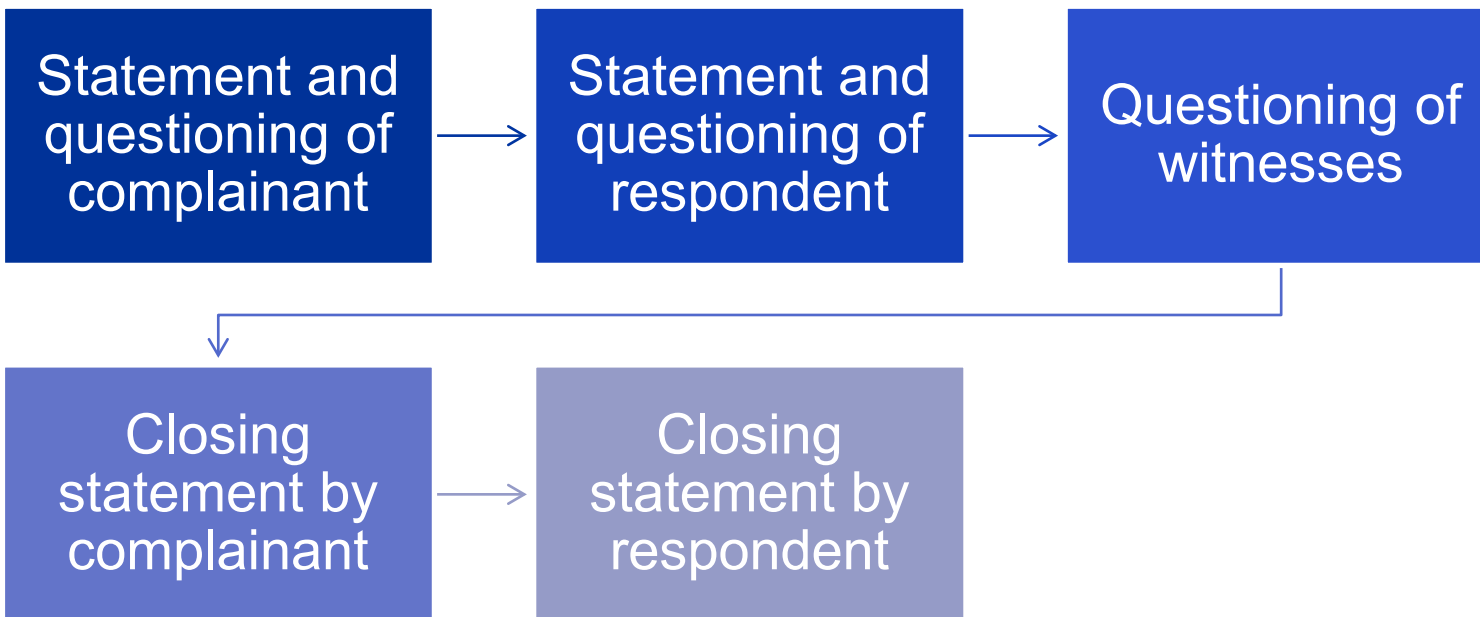 Statement and
questioning of
complainant
Statement and
questioning of
respondent
Questioning of
witnesses
Closing
statement by
complainant
Closing
statement by
respondent